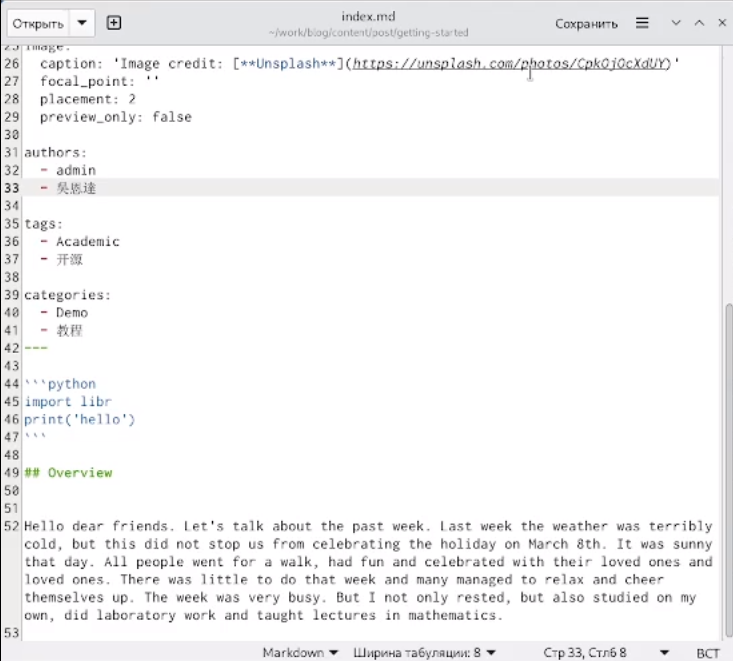 Открыть
index.md
~/work/blog/content/post/getting-started
Сохранить
25 image:
26   caption: 'Image credit: [**Unsplash**](https://unsplash.com/photos/CpkOjOcXdUY)'
27   focal_point: ''
28   placement: 2
29   preview_only: false
30
31 authors:
32   - admin
33   - 吳恩達
34
35 tags:
36   - Academic
37   - 开源
38
39 categories:
40   - Demo
41   - 教程
42 ---
43
44 ```python
45 import libr
46 print('hello')
47 ```
48
49 ## Overview
50
51
52 Hello dear friends. Let's talk about the past week. Last week the weather was terribly
cold, but this did not stop us from celebrating the holiday on March 8th. It was sunny
that day. All people went for a walk, had fun and celebrated with their loved ones and
loved ones. There was little to do that week and many managed to relax and cheer
themselves up. The week was very busy. But I not only rested, but also studied on my
own, did laboratory work and taught lectures in mathematics.
53
Markdown Ширина табуляции: 8 Стр 33, Стлб 8 ВСТ